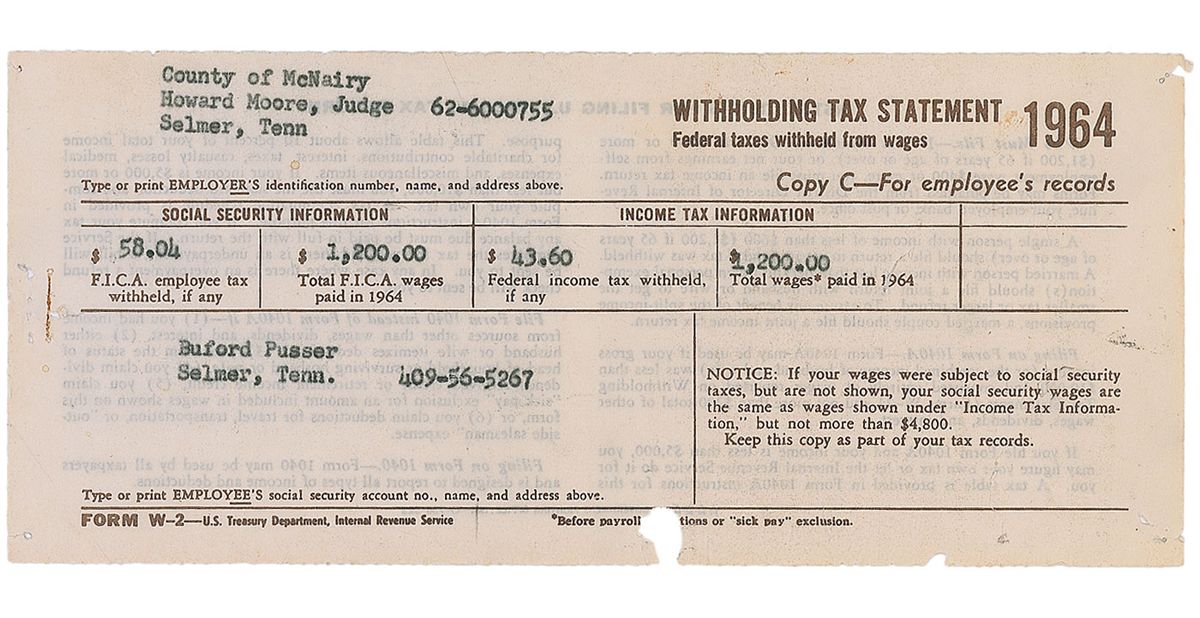 County of McNairy
Howard Moore, Judge 62-6000755
Selmer, Tenn
WITHHOLDING TAX STATEMENT 1964
Federal taxes withheld from wages
Copy C—For employee's records
Type or print EMPLOYER'S identification number, name, and address above.
SOCIAL SECURITY INFORMATION INCOME TAX INFORMATION
$ 58.04 $ 1,200.00 $ 43.60 $ 1,200.00
F.I.C.A. employee tax withheld, if any
Total F.I.C.A. wages paid in 1964
Federal income tax withheld, if any
Total wages* paid in 1964
Buford Pusser
Selmer, Tenn. 409-56-5267
NOTICE: If your wages were subject to social security
taxes, but are not shown, your social security wages are
the same as wages shown under "Income Tax Informa-
tion," but not more than $4,800.
Keep this copy as part of your tax records.
Type or print EMPLOYEE'S social security account no., name, and address above.
FORM W-2—U.S. Treasury Department, Internal Revenue Service *Before payroll tions or "sick pay" exclusion.